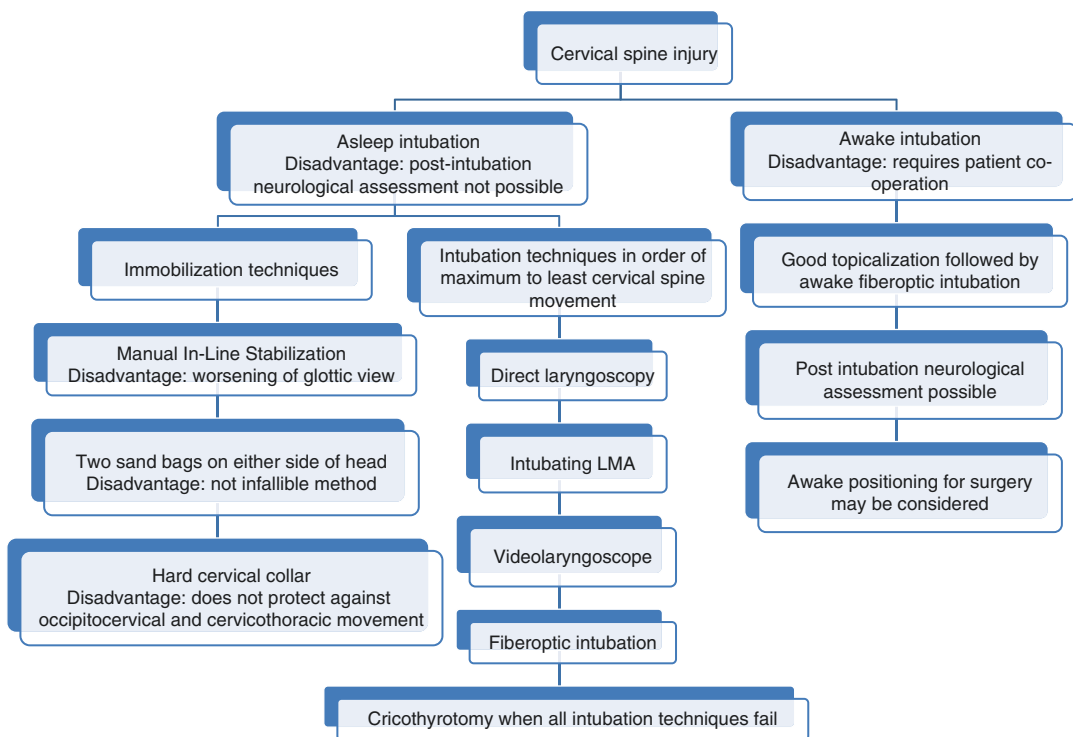 Cervical spine injury
Asleep intubation
Disadvantage: post-intubation
neurological assessment not possible
Awake intubation
Disadvantage: requires patient co-
operation
Immobilization techniques
Intubation techniques in order of
maximum to least cervical spine
movement
Good topicalization followed by
awake fiberoptic intubation
Manual In-Line Stabilization
Disadvantage: worsening of glottic view
Direct laryngoscopy
Post intubation neurological
assessment possible
Two sand bags on either side of head
Disadvantage: not infallible method
Intubating LMA
Awake positioning for surgery
may be considered
Hard cervical collar
Disadvantage: does not protect against
occipitocervical and cervicothoracic movement
Videolaryngoscope
Fiberoptic intubation
Cricothyrotomy when all intubation techniques fail